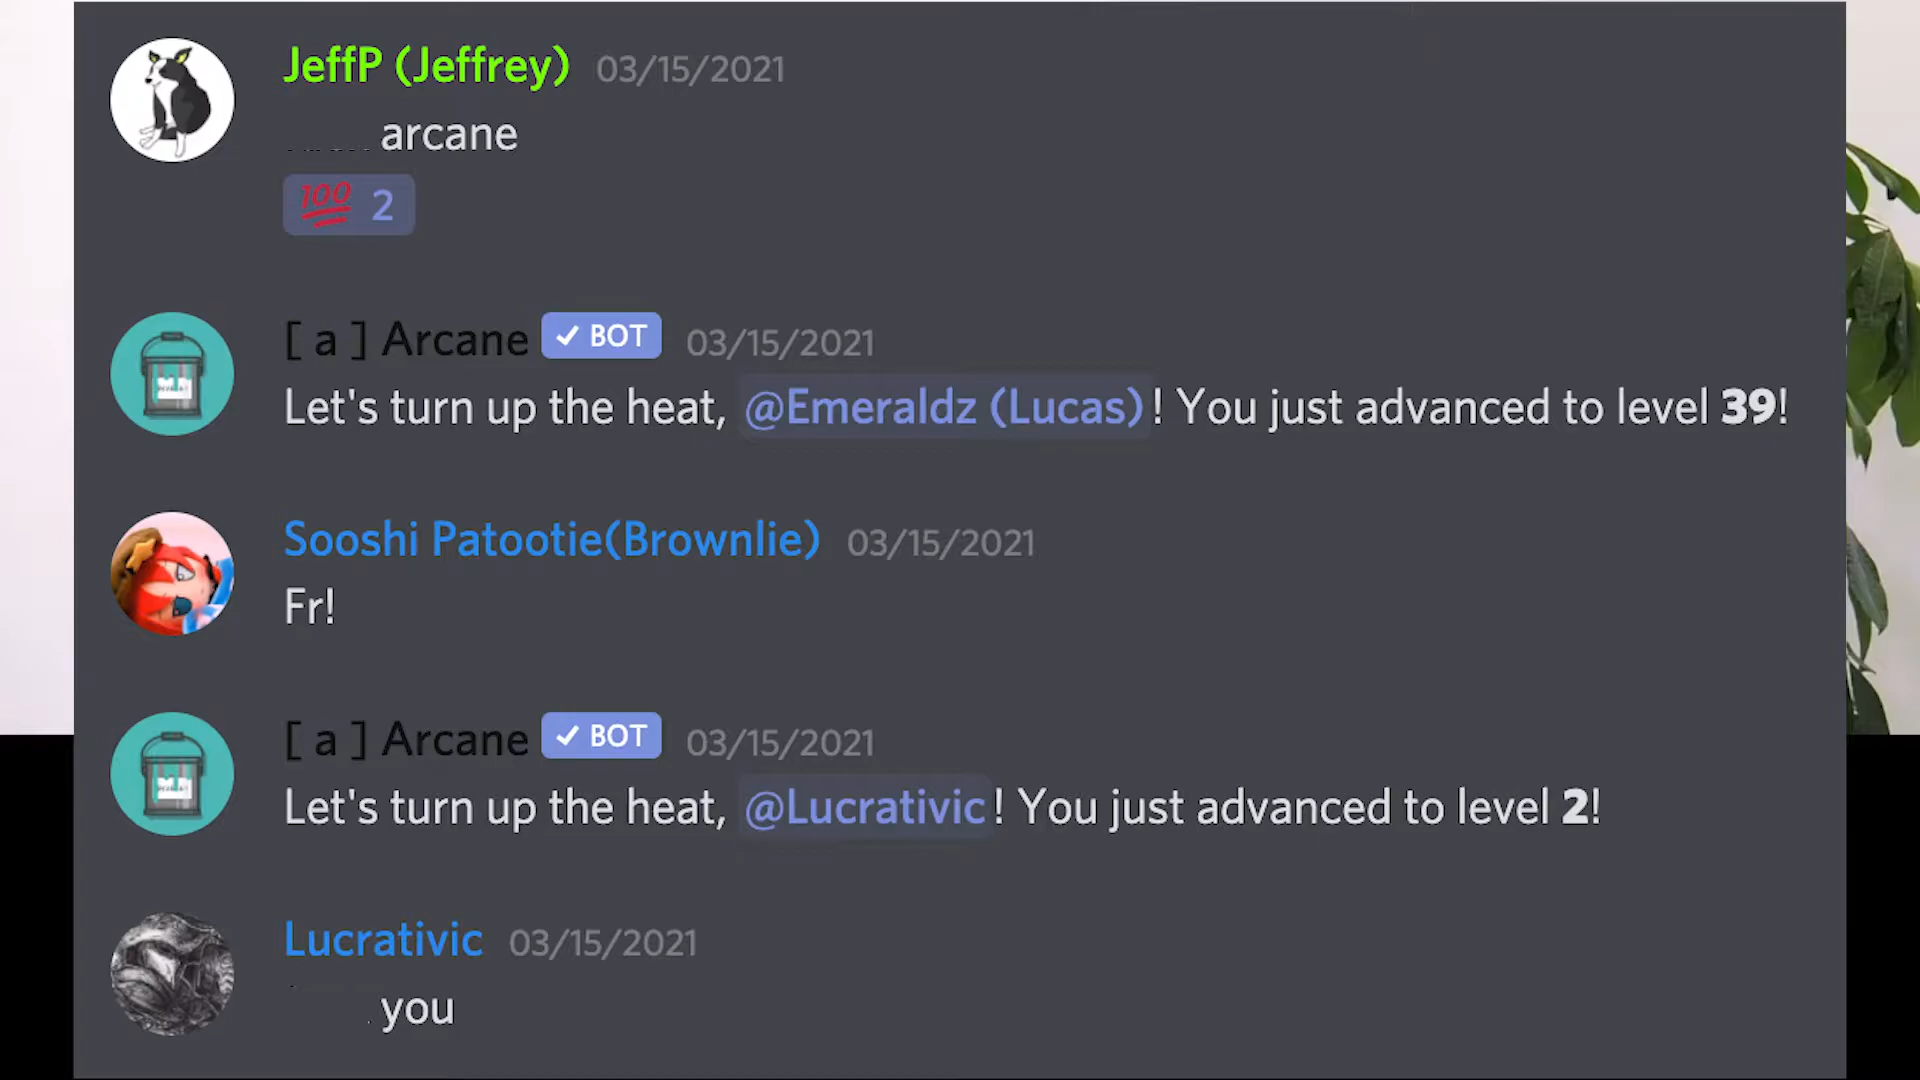 JeffP (Jeffrey) 03/15/2021
arcane
100 2
[ a ] Arcane ✓ BOT 03/15/2021
Let's turn up the heat, @Emeraldz (Lucas)! You just advanced to level 39!
Sooshi Patootie(Brownlie) 03/15/2021
Fr!
[ a ] Arcane ✓ BOT 03/15/2021
Let's turn up the heat, @Lucrativic! You just advanced to level 2!
Lucrativic 03/15/2021
you